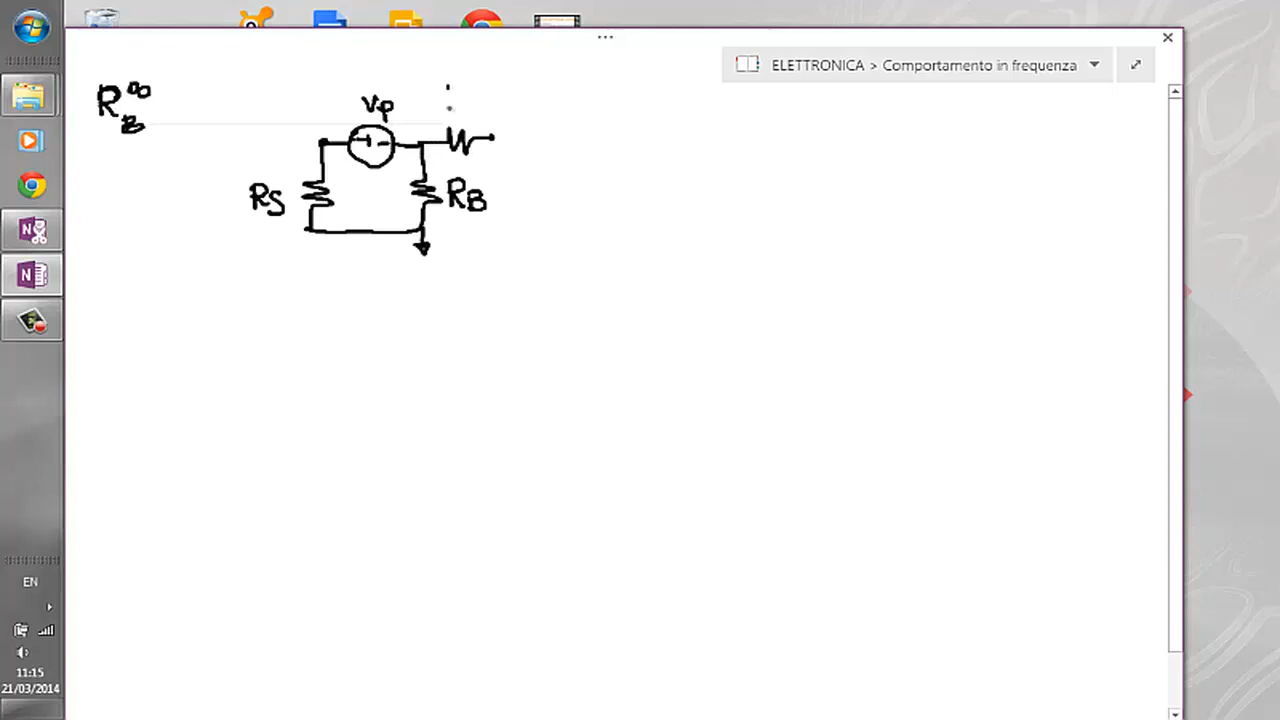 ELETTRONICA > Comportamento in frequenza
R∞B
Vp
RS
RB
EN
11:15
21/03/2014